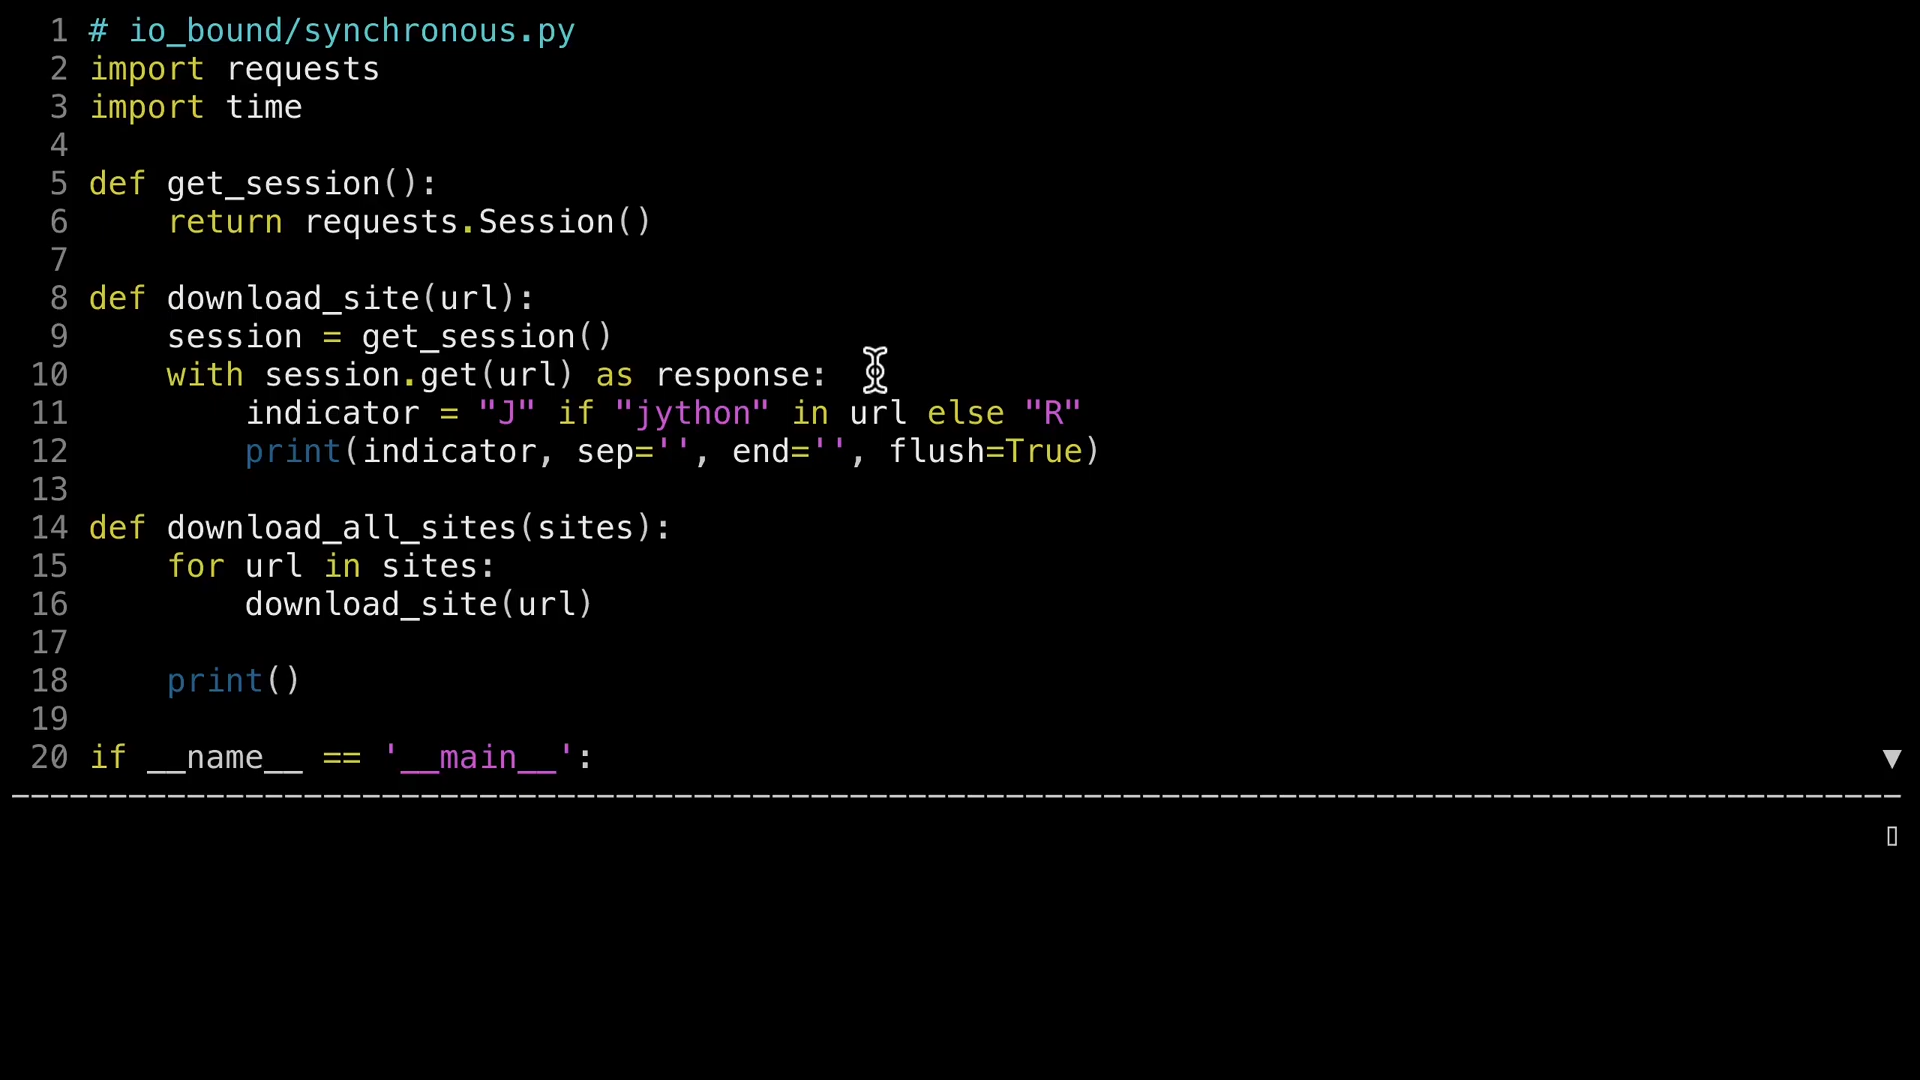 1 # io_bound/synchronous.py
2 import requests
3 import time
4
5 def get_session():
6     return requests.Session()
7
8 def download_site(url):
9     session = get_session()
10     with session.get(url) as response:
11         indicator = "J" if "jython" in url else "R"
12         print(indicator, sep='', end='', flush=True)
13
14 def download_all_sites(sites):
15     for url in sites:
16         download_site(url)
17
18     print()
19
20 if __name__ == '__main__':